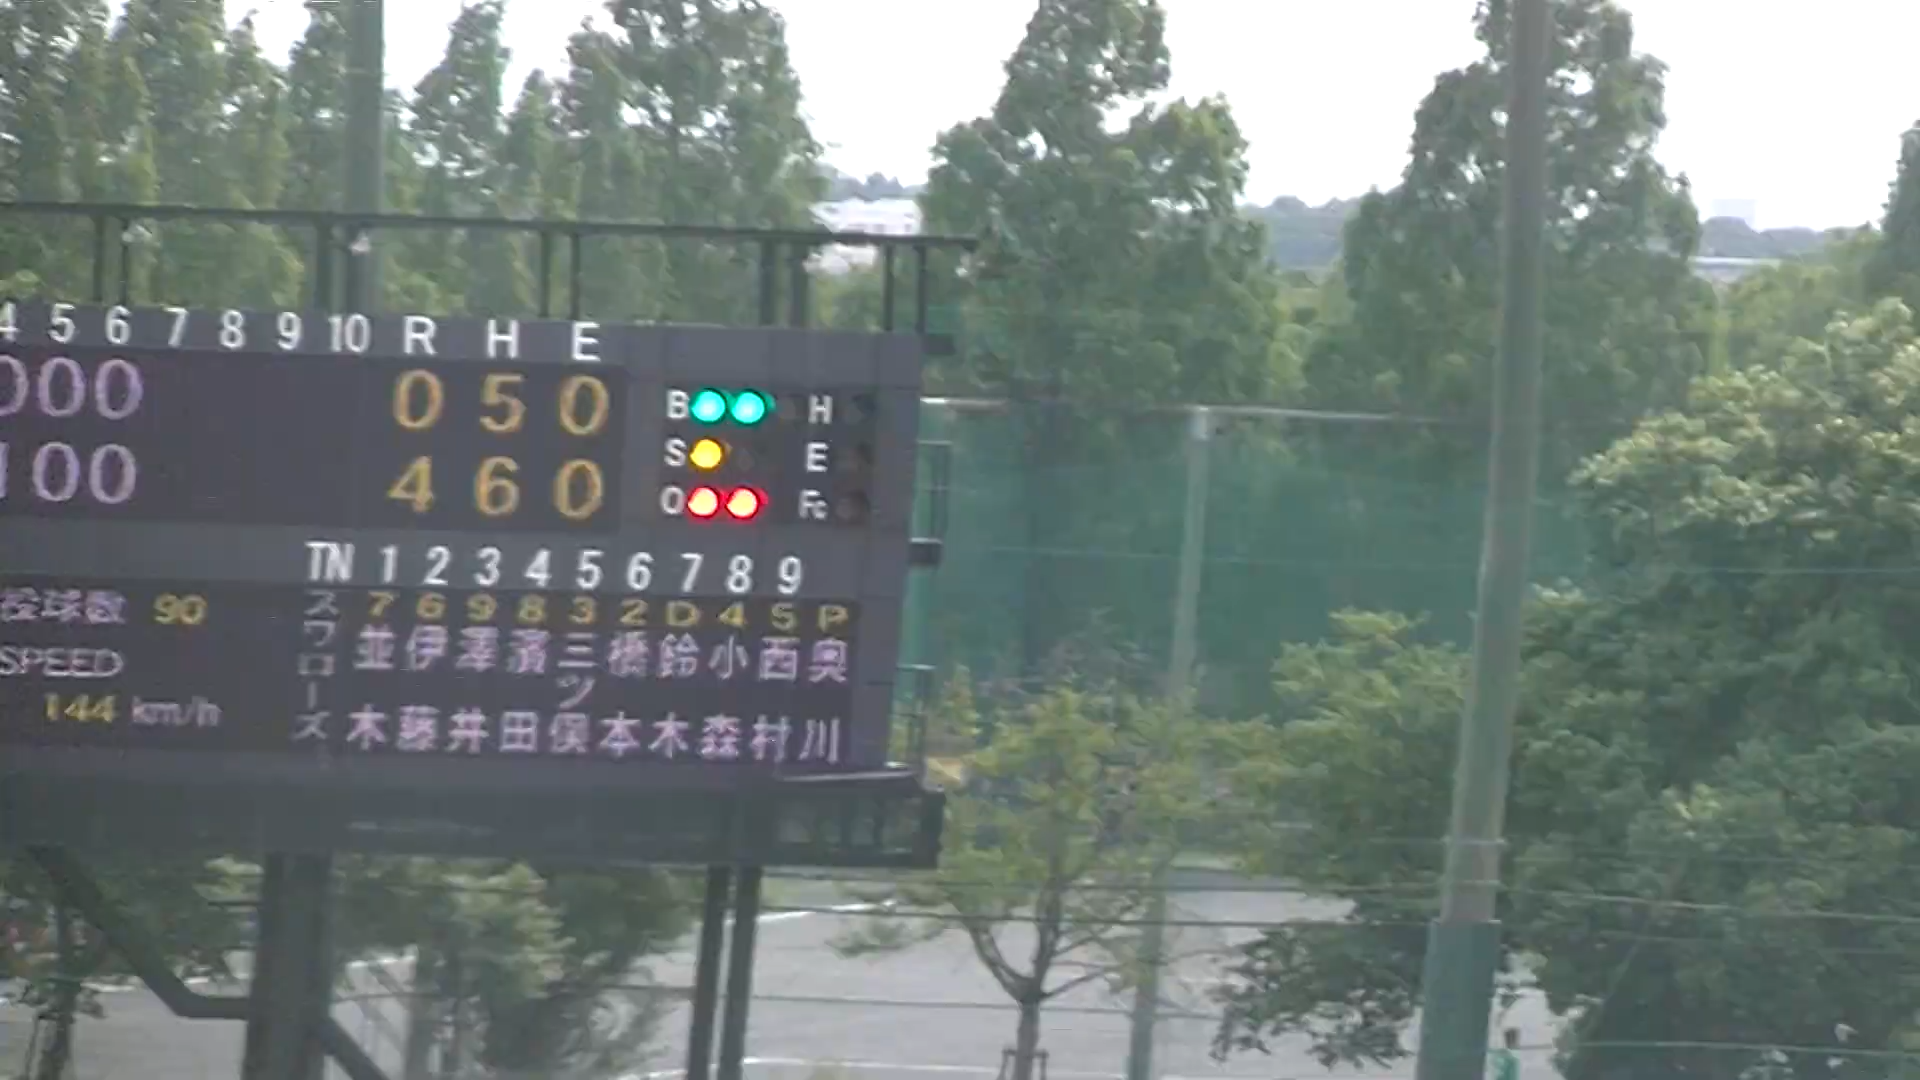 4 5 6 7 8 9 10 R H E
000 0 5 0
100 4 6 0
B H
S E
O Fc
TN 1 2 3 4 5 6 7 8 9
7 6 9 8 3 2 D 4 5 P
投球数 90
SPEED
144 km/h
スワローズ
並木
伊藤
澤井
濱田
三ツ俣
橋本
鈴木
小森
西村
奥川